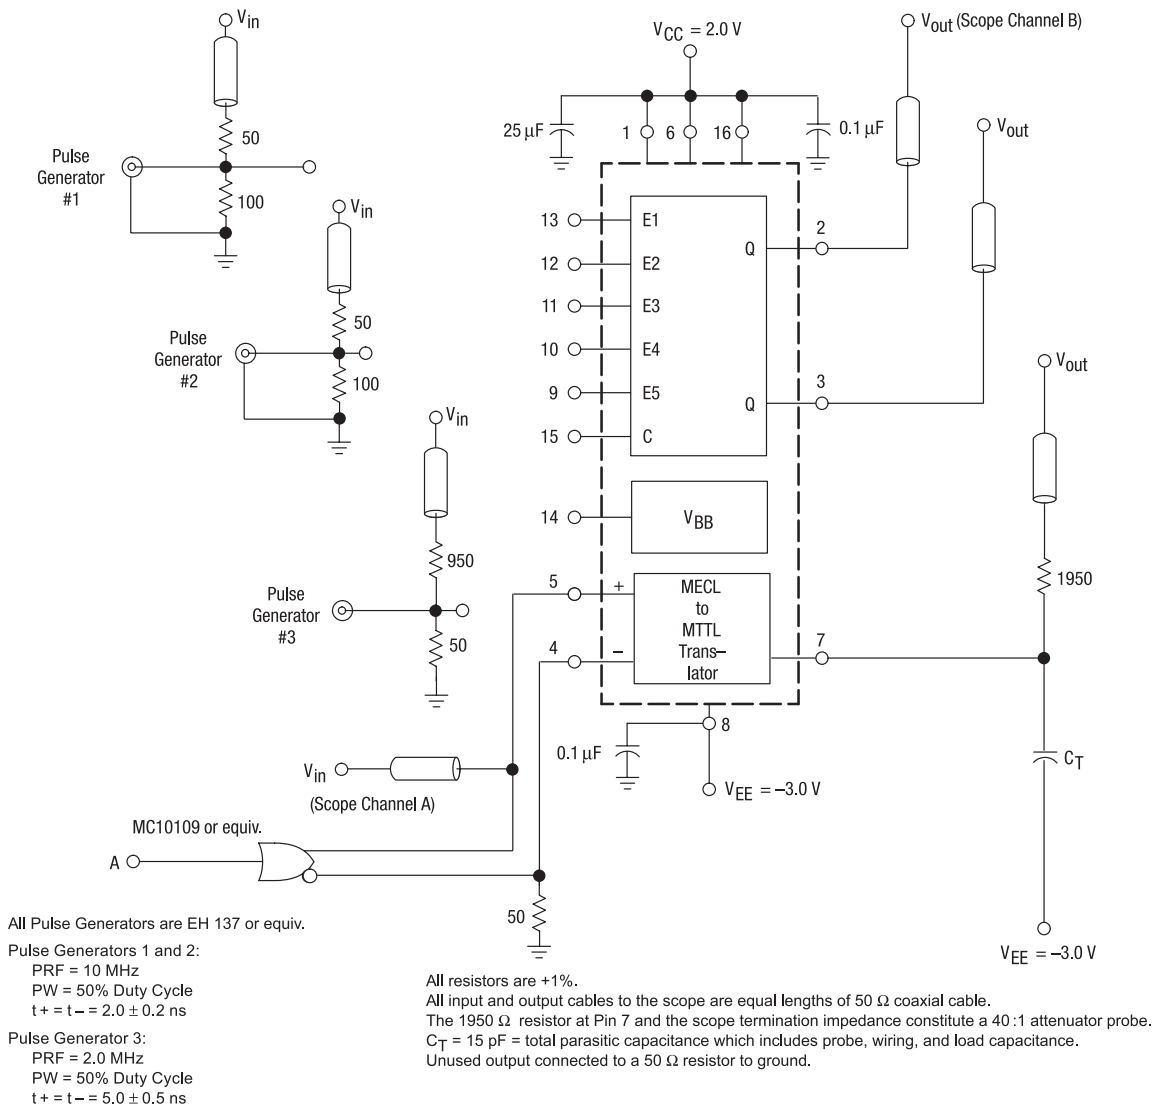 V_in
V_CC = 2.0 V
V_out (Scope Channel B)
25 µF
1
6
16
0.1 µF
V_out
50
Pulse
Generator
#1
100
V_in
13
E1
12
E2
Q
2
11
E3
50
Pulse
Generator
#2
10
E4
100
9
E5
Q
3
V_out
15
C
V_in
14
V_BB
950
1950
5
+
MECL
to
MTTL
Trans–
lator
Pulse
Generator
#3
50
4
–
7
8
0.1 µF
V_EE = –3.0 V
C_T
V_in
(Scope Channel A)
MC10109 or equiv.
A
50
V_EE = –3.0 V
All Pulse Generators are EH 137 or equiv.
Pulse Generators 1 and 2:
PRF = 10 MHz
PW = 50% Duty Cycle
t + = t – = 2.0 ± 0.2 ns
Pulse Generator 3:
PRF = 2.0 MHz
PW = 50% Duty Cycle
t + = t – = 5.0 ± 0.5 ns
All resistors are +1%.
All input and output cables to the scope are equal lengths of 50 Ω coaxial cable.
The 1950 Ω resistor at Pin 7 and the scope termination impedance constitute a 40 :1 attenuator probe.
C_T = 15 pF = total parasitic capacitance which includes probe, wiring, and load capacitance.
Unused output connected to a 50 Ω resistor to ground.